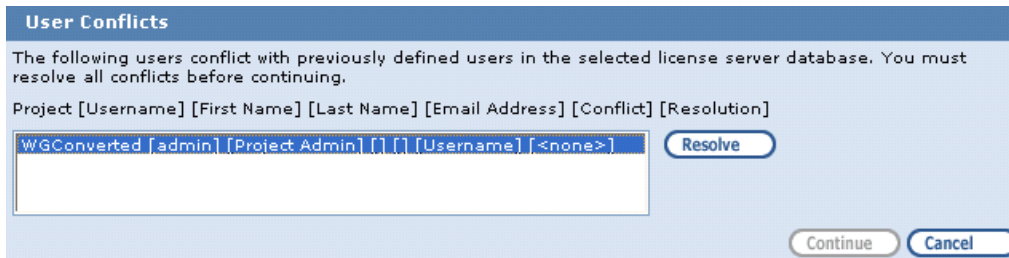 User Conflicts
The following users conflict with previously defined users in the selected license server database. You must
resolve all conflicts before continuing.
Project [Username] [First Name] [Last Name] [Email Address] [Conflict] [Resolution]
WGConverted [admin] [Project Admin] [] [] [Username] [<none>]
Resolve
Continue
Cancel